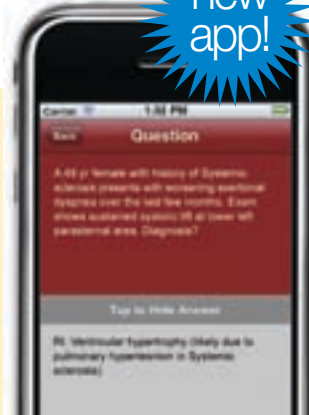 new
app!
Carrier 1:32 PM
Back Question
A 45 yr female with history of Systemic
sclerosis presents with worsening exertional
dyspnea over the last few months. Exam
shows sustained systolic lift at lower left
parasternal area. Diagnosis?
Tap to Hide Answer
Rt. Ventricular hypertrophy (likely due to
pulmonary hypertension in Systemic
sclerosis)